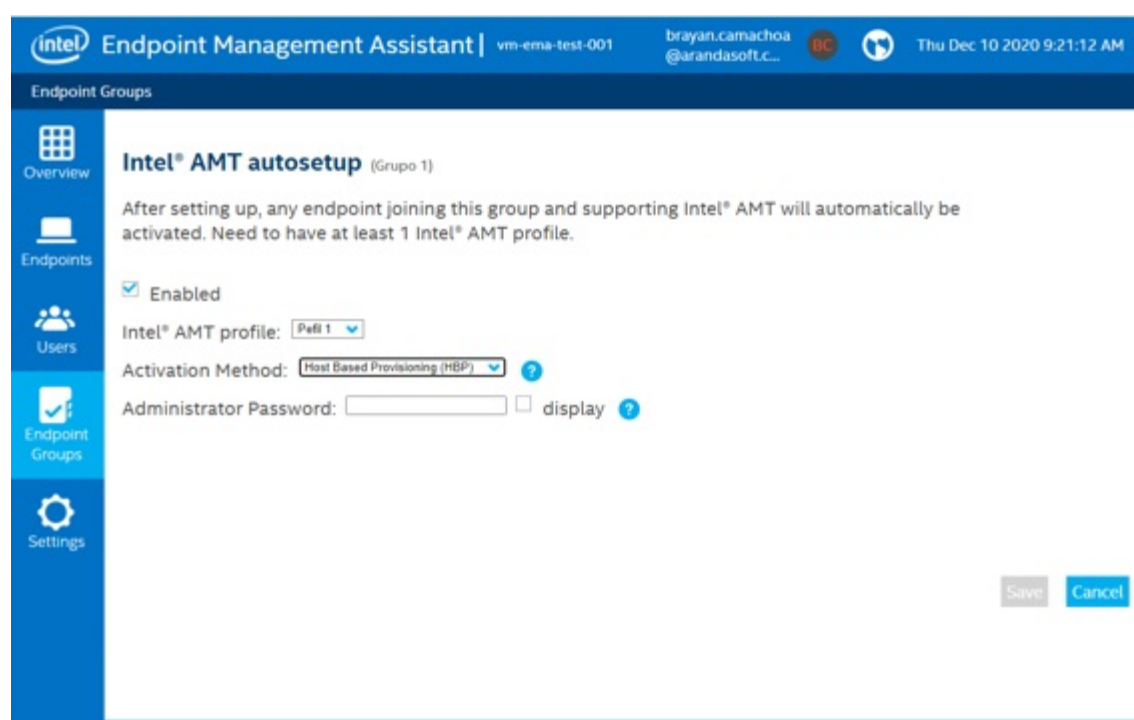 intel Endpoint Management Assistant | vm-ema-test-001 brayan.camachoa @arandasoft.c... BC Thu Dec 10 2020 9:21:12 AM
Endpoint Groups
Overview
Endpoints
Users
Endpoint
Groups
Settings
Intel® AMT autosetup (Grupo 1)
After setting up, any endpoint joining this group and supporting Intel® AMT will automatically be
activated. Need to have at least 1 Intel® AMT profile.
Enabled
Intel® AMT profile: Pefil 1
Activation Method: Host Based Provisioning (HBP) ?
Administrator Password: display ?
Save Cancel